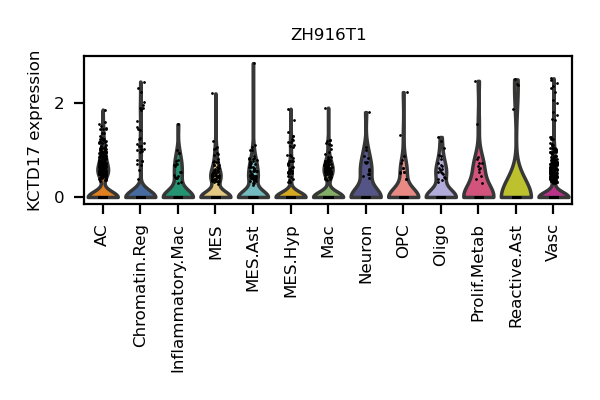 ZH916T1
KCTD17 expression
2
0
AC
Chromatin.Reg
Inflammatory.Mac
MES
MES.Ast
MES.Hyp
Mac
Neuron
OPC
Oligo
Prolif.Metab
Reactive.Ast
Vasc